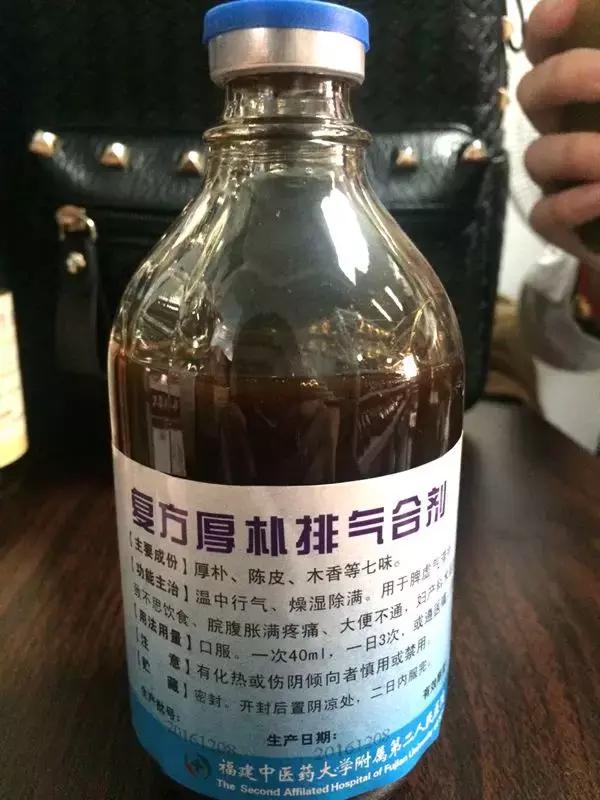 复方厚朴排气合剂
【主要成份】厚朴、陈皮、木香等七味。
【功能主治】温中行气、燥湿除满。用于脾虚气滞
不思饮食、脘腹胀满疼痛、大便不通，妇产科
【用法用量】口服。一次40ml，一日3次，或遵医嘱
【注 意】有化热或伤阴倾向者慎用或禁用。
【贮 藏】密封。开封后置阴凉处，二日内服完。
生产批号： 生产日期： 有效期
20161208 20161208
福建中医药大学附属第二人民
The Second Affilated Hospital of Fujian University